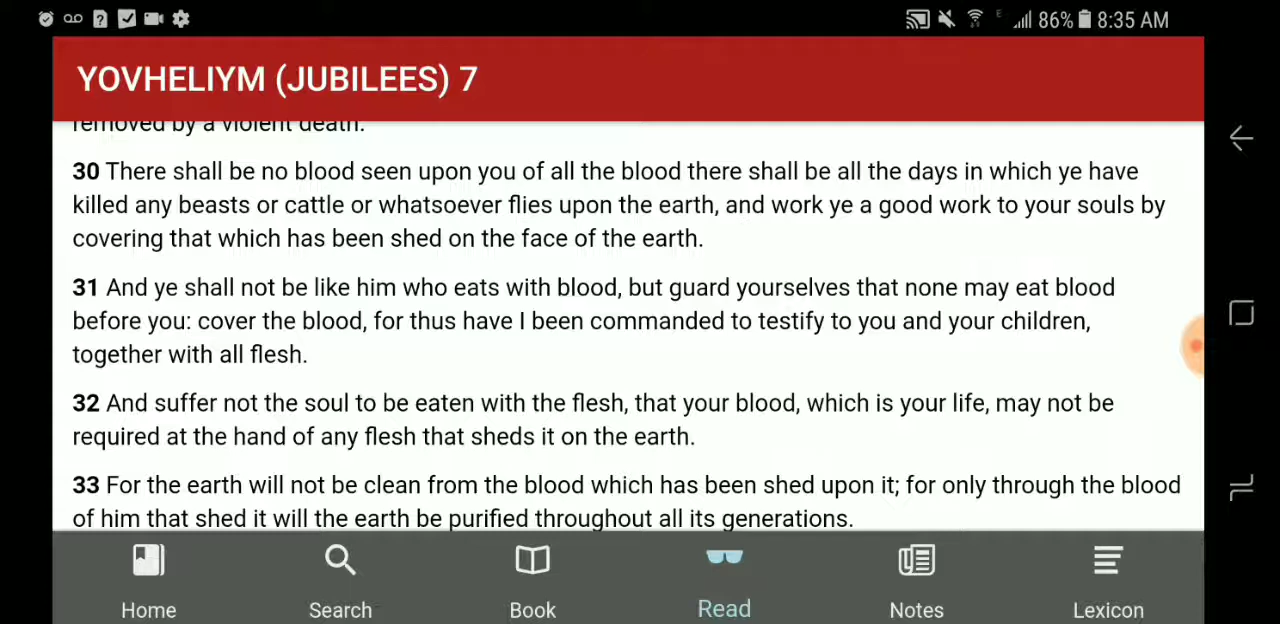 86% 8:35 AM
YOVHELIYM (JUBILEES) 7
removed by a violent death.
30 There shall be no blood seen upon you of all the blood there shall be all the days in which ye have
killed any beasts or cattle or whatsoever flies upon the earth, and work ye a good work to your souls by
covering that which has been shed on the face of the earth.
31 And ye shall not be like him who eats with blood, but guard yourselves that none may eat blood
before you: cover the blood, for thus have I been commanded to testify to you and your children,
together with all flesh.
32 And suffer not the soul to be eaten with the flesh, that your blood, which is your life, may not be
required at the hand of any flesh that sheds it on the earth.
33 For the earth will not be clean from the blood which has been shed upon it; for only through the blood
of him that shed it will the earth be purified throughout all its generations.
Home Search Book Read Notes Lexicon